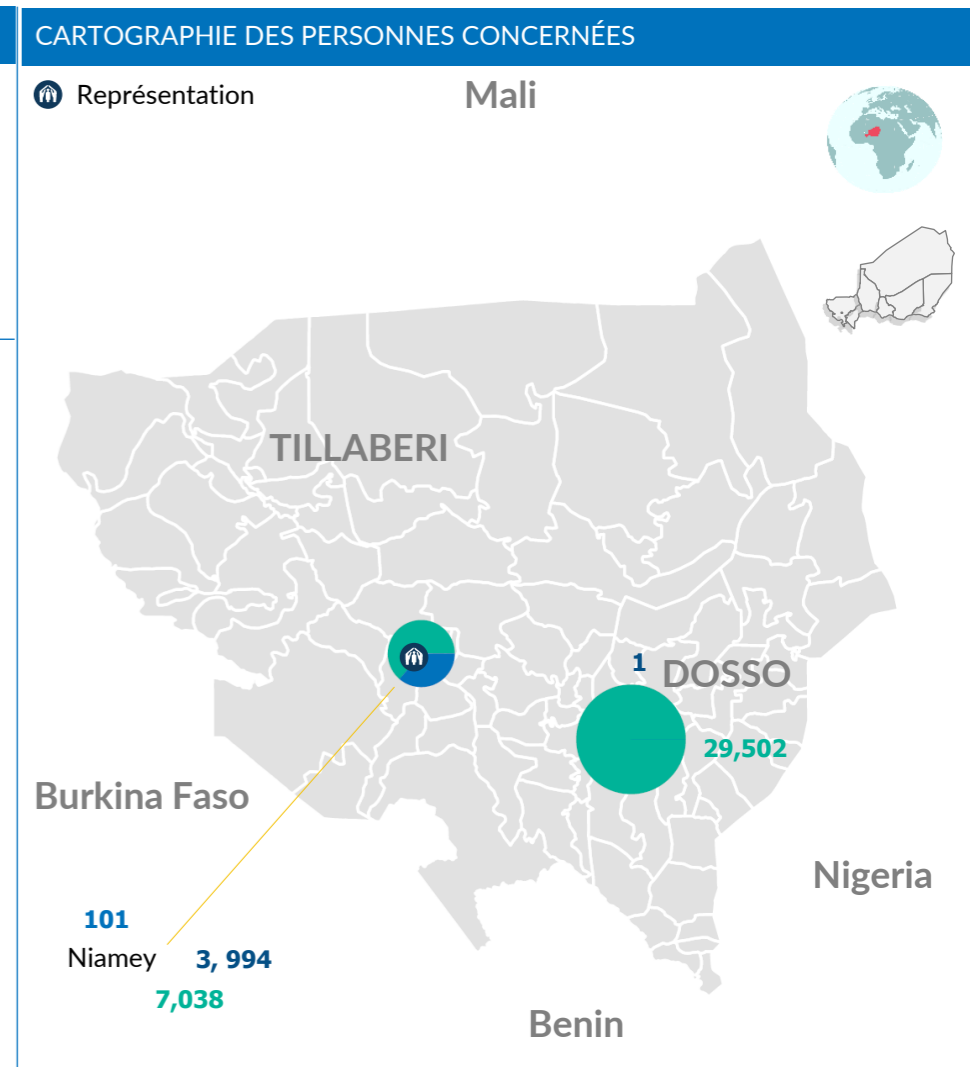 CARTOGRAPHIE DES PERSONNES CONCERNÉES
Représentation
Mali
TILLABERI
1
DOSSO
29,502
Burkina Faso
Nigeria
101
Niamey
3, 994
7,038
Benin